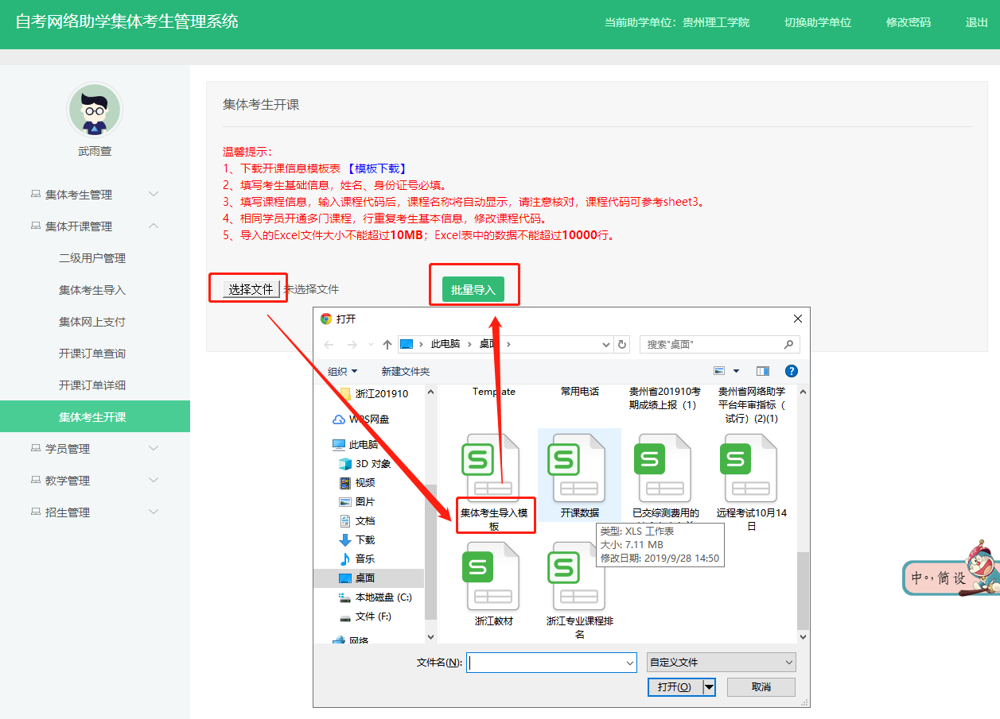 自考网络助学集体考生管理系统
当前助学单位：贵州理工学院
切换助学单位
修改密码
退出
武雨萱
集体考生管理
集体开课管理
二级用户管理
集体考生导入
集体网上支付
开课订单查询
开课订单详细
集体考生开课
学员管理
教学管理
招生管理
集体考生开课
温馨提示：
1、下载开课信息模板表 【模板下载】
2、填写考生基础信息，姓名、身份证号必填。
3、填写课程信息，输入课程代码后，课程名称将自动显示，请注意核对，课程代码可参考sheet3。
4、相同学员开通多门课程，行重复考生基本信息，修改课程代码。
5、导入的Excel文件大小不能超过10MB；Excel表中的数据不能超过10000行。
选择文件 未选择文件
批量导入
打开
此电脑
桌面
搜索"桌面"
组织
新建文件夹
浙江201910
WPS网盘
此电脑
3D 对象
视频
图片
文档
下载
音乐
桌面
本地磁盘 (C:)
文件 (F:)
网络
Template
常用电话
贵州省201910考
期成绩上报（1）
贵州省网络助学
平台年审指标（
试行）(2)(1)
集体考生导入模
板
开课数据
已交综测费用的
远程考试10月14
日
类型: XLS 工作表
大小: 7.11 MB
修改日期: 2019/9/28 14:50
浙江教材
浙江专业课程排
名
文件名(N):
自定义文件
打开(O)
取消
中 简 设